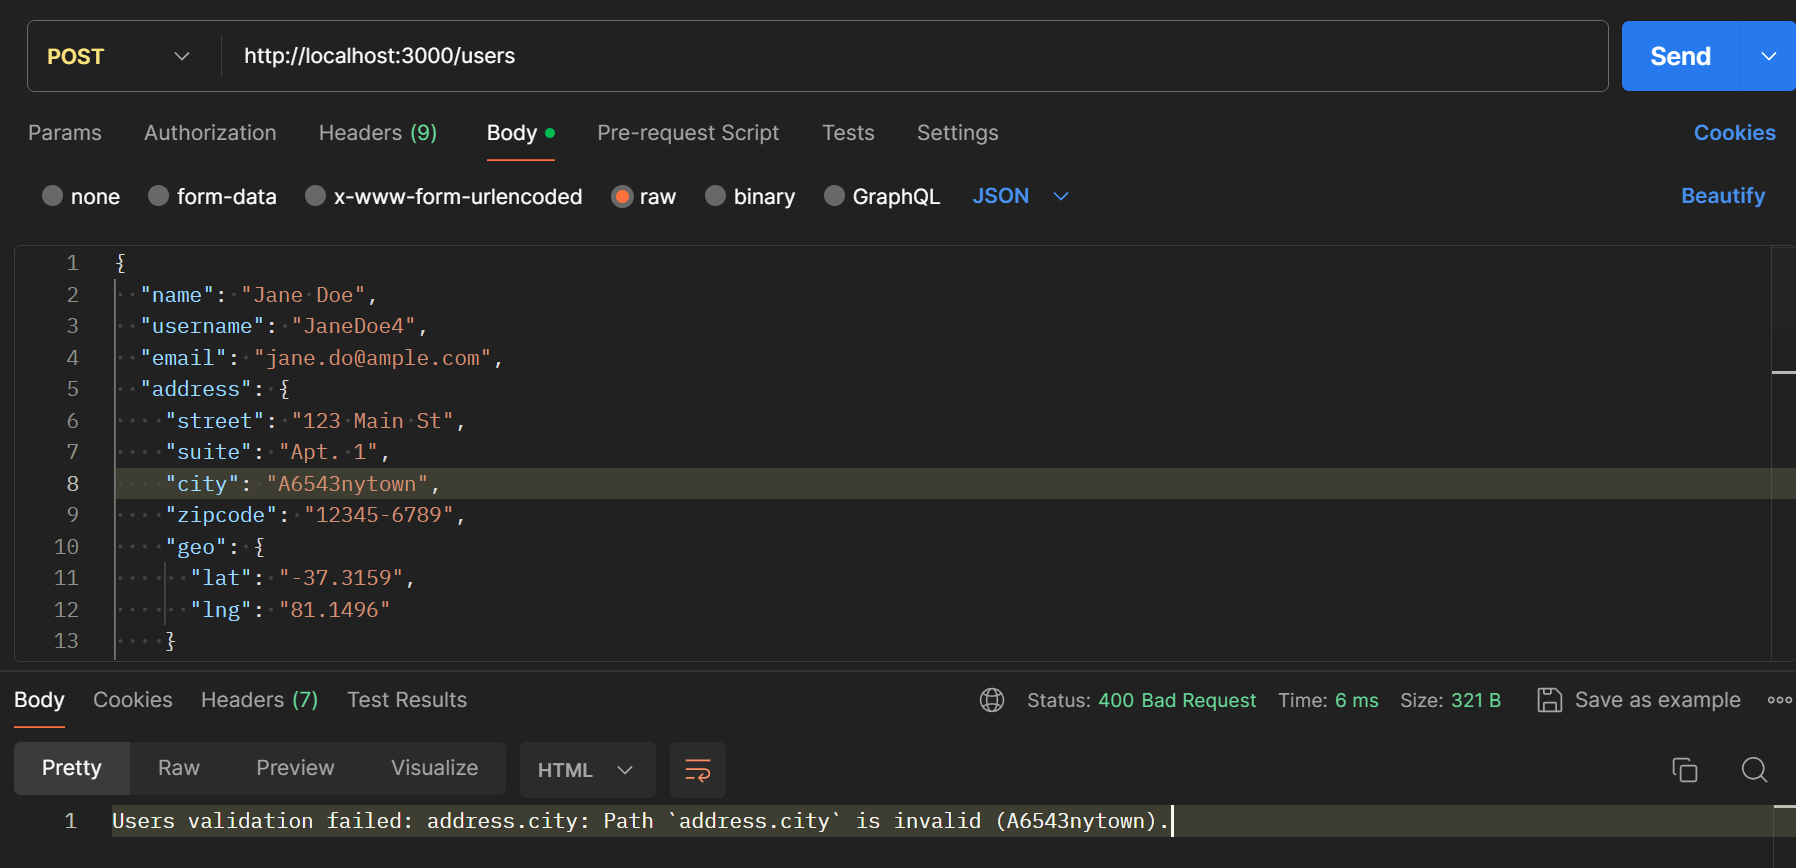 POST http://localhost:3000/users Send
Params Authorization Headers (9) Body Pre-request Script Tests Settings Cookies
none form-data x-www-form-urlencoded raw binary GraphQL JSON Beautify
1 {
2 "name": "Jane Doe",
3 "username": "JaneDoe4",
4 "email": "jane.do@ample.com",
5 "address": {
6 "street": "123 Main St",
7 "suite": "Apt. 1",
8 "city": "A6543nytown",
9 "zipcode": "12345-6789",
10 "geo": {
11 "lat": "-37.3159",
12 "lng": "81.1496"
13 }
Body Cookies Headers (7) Test Results Status: 400 Bad Request Time: 6 ms Size: 321 B Save as example
Pretty Raw Preview Visualize HTML
1 Users validation failed: address.city: Path `address.city` is invalid (A6543nytown).